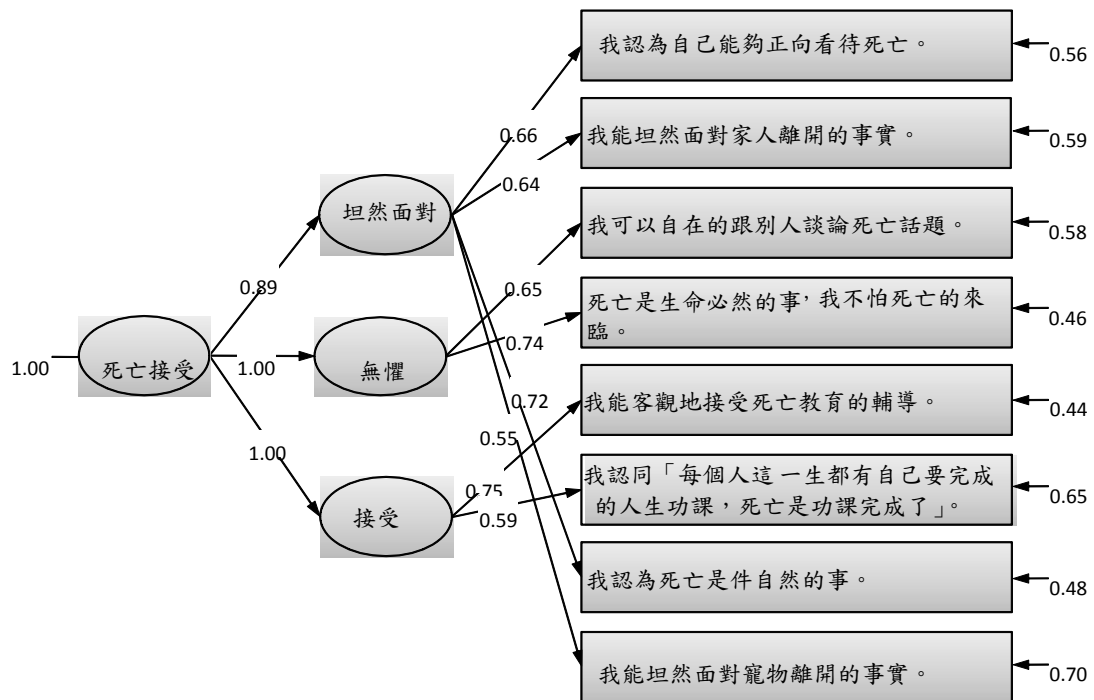 我認為自己能夠正向看待死亡。
0.56
0.66
我能坦然面對家人離開的事實。
0.59
0.64
坦然面對
我可以自在的跟別人談論死亡話題。
0.58
0.89
0.65
死亡是生命必然的事，我不怕死亡的來
臨。
0.46
0.74
1.00
死亡接受
1.00
無懼
0.72
我能客觀地接受死亡教育的輔導。
0.44
0.55
1.00
0.75
我認同「每個人這一生都有自己要完成
的人生功課，死亡是功課完成了」。
0.65
0.59
接受
我認為死亡是件自然的事。
0.48
我能坦然面對寵物離開的事實。
0.70